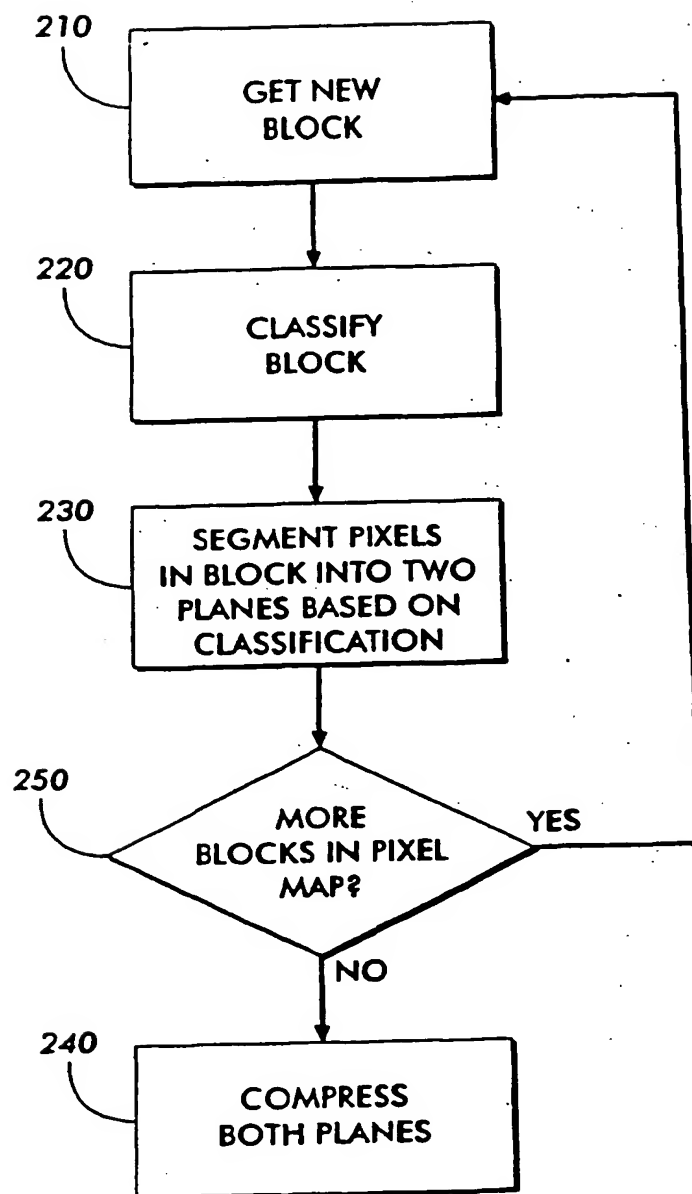 210
GET NEW
BLOCK
220
CLASSIFY
BLOCK
230
SEGMENT PIXELS
IN BLOCK INTO TWO
PLANES BASED ON
CLASSIFICATION
250
MORE
BLOCKS IN PIXEL
MAP?
YES
NO
240
COMPRESS
BOTH PLANES